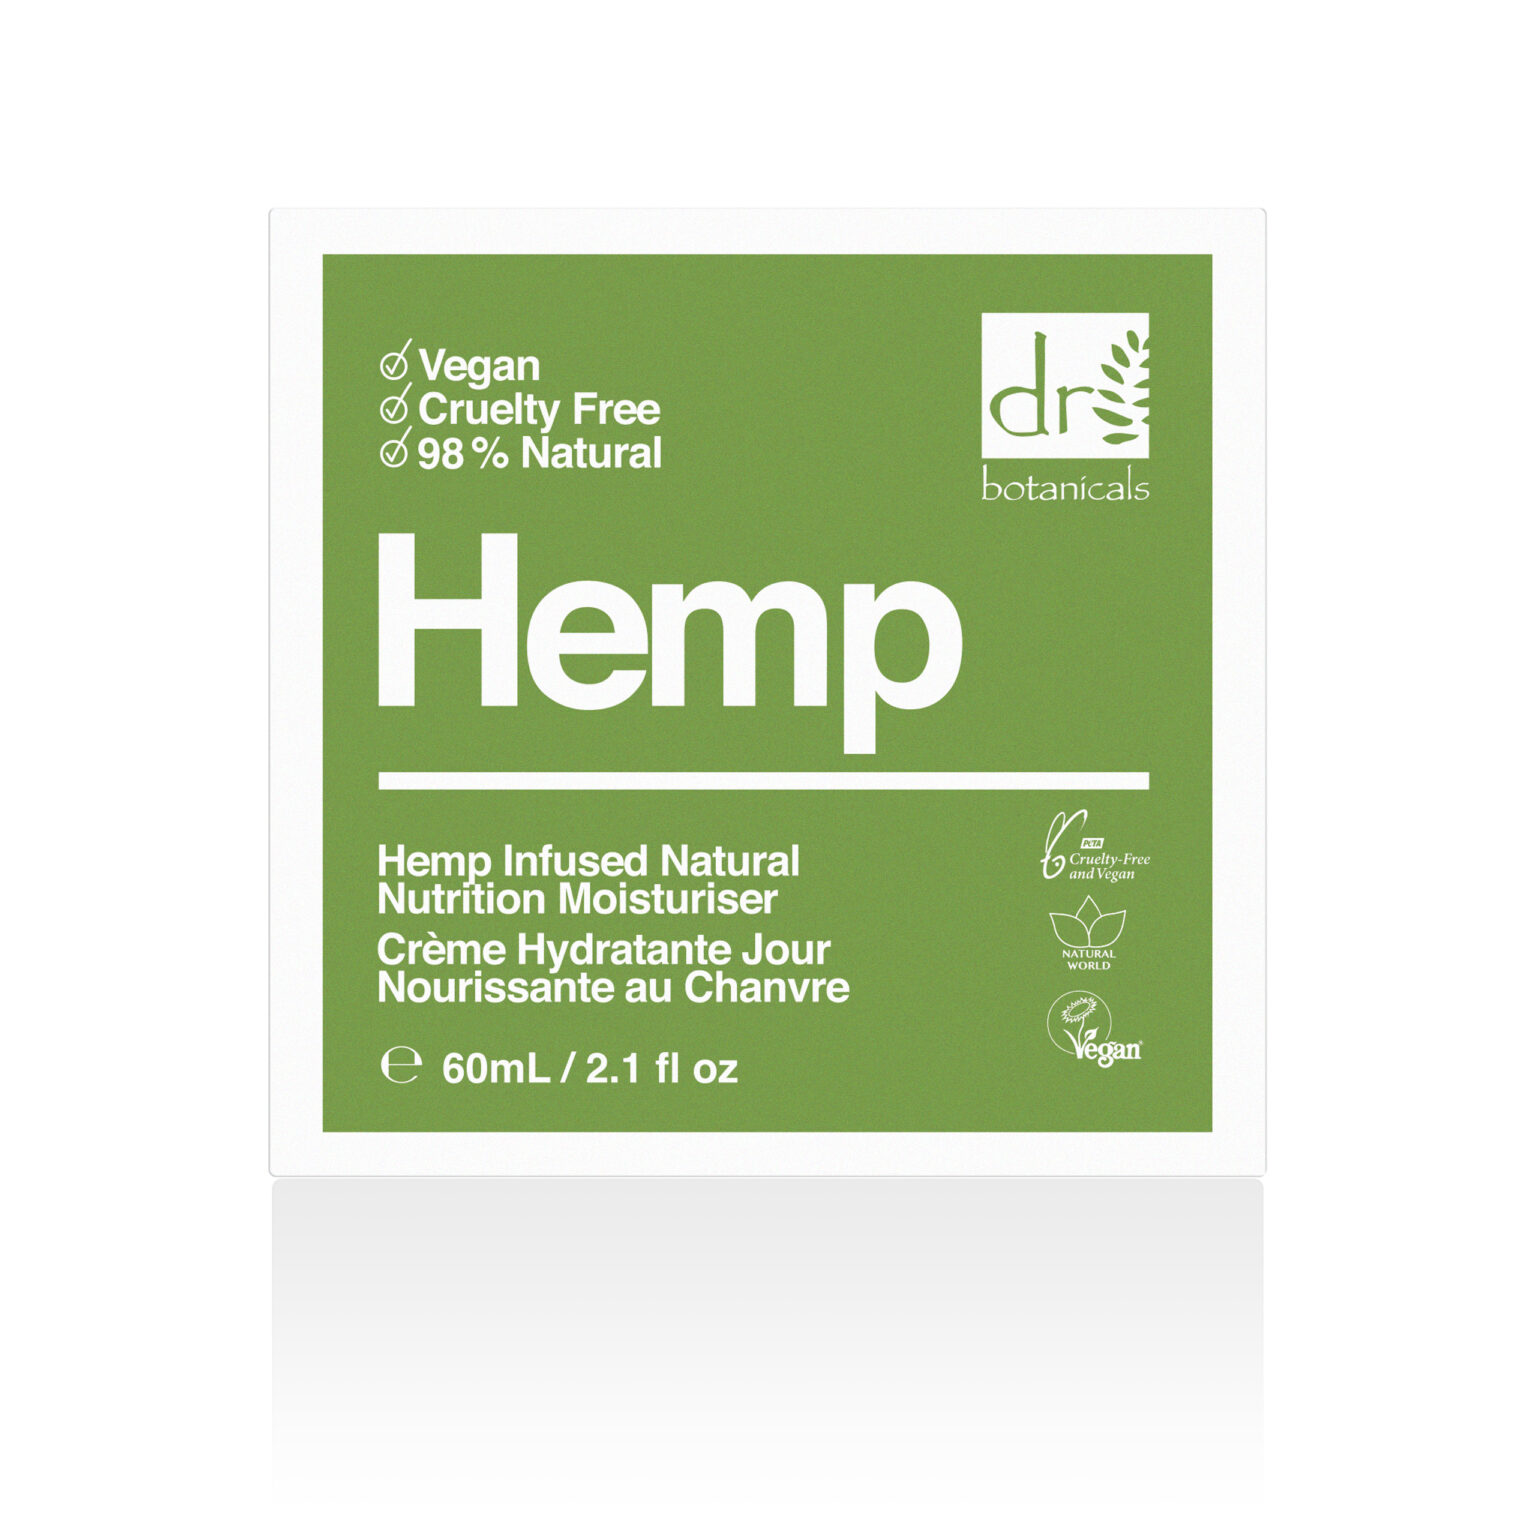 Vegan
Cruelty Free
98% Natural
dr
botanicals
Hemp
Hemp Infused Natural
Nutrition Moisturiser
Crème Hydratante Jour
Nourissante au Chanvre
℮ 60mL / 2.1 fl oz
PETA
Cruelty-Free
and Vegan
NATURAL
WORLD
Vegan®